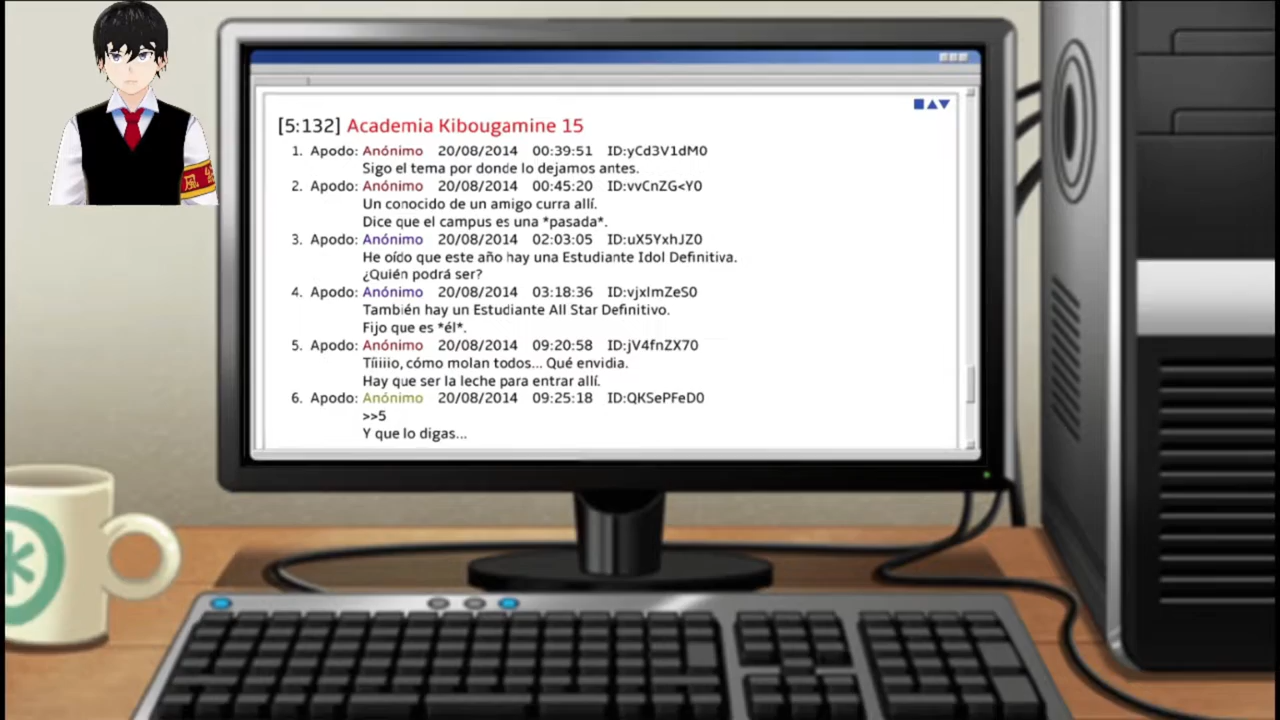 [5:132] Academia Kibougamine 15
1. Apodo: Anónimo 20/08/2014 00:39:51 ID:yCd3V1dM0
Sigo el tema por donde lo dejamos antes.
2. Apodo: Anónimo 20/08/2014 00:45:20 ID:vvCnZG<Y0
Un conocido de un amigo curra allí.
Dice que el campus es una *pasada*.
3. Apodo: Anónimo 20/08/2014 02:03:05 ID:uX5YxhJZ0
He oído que este año hay una Estudiante Idol Definitiva.
¿Quién podrá ser?
4. Apodo: Anónimo 20/08/2014 03:18:36 ID:vjxImZeS0
También hay un Estudiante All Star Definitivo.
Fijo que es *él*.
5. Apodo: Anónimo 20/08/2014 09:20:58 ID:jV4fnZX70
Tíiiiio, cómo molan todos... Qué envidia.
Hay que ser la leche para entrar allí.
6. Apodo: Anónimo 20/08/2014 09:25:18 ID:QKSePFeD0
>>5
Y que lo digas...
風